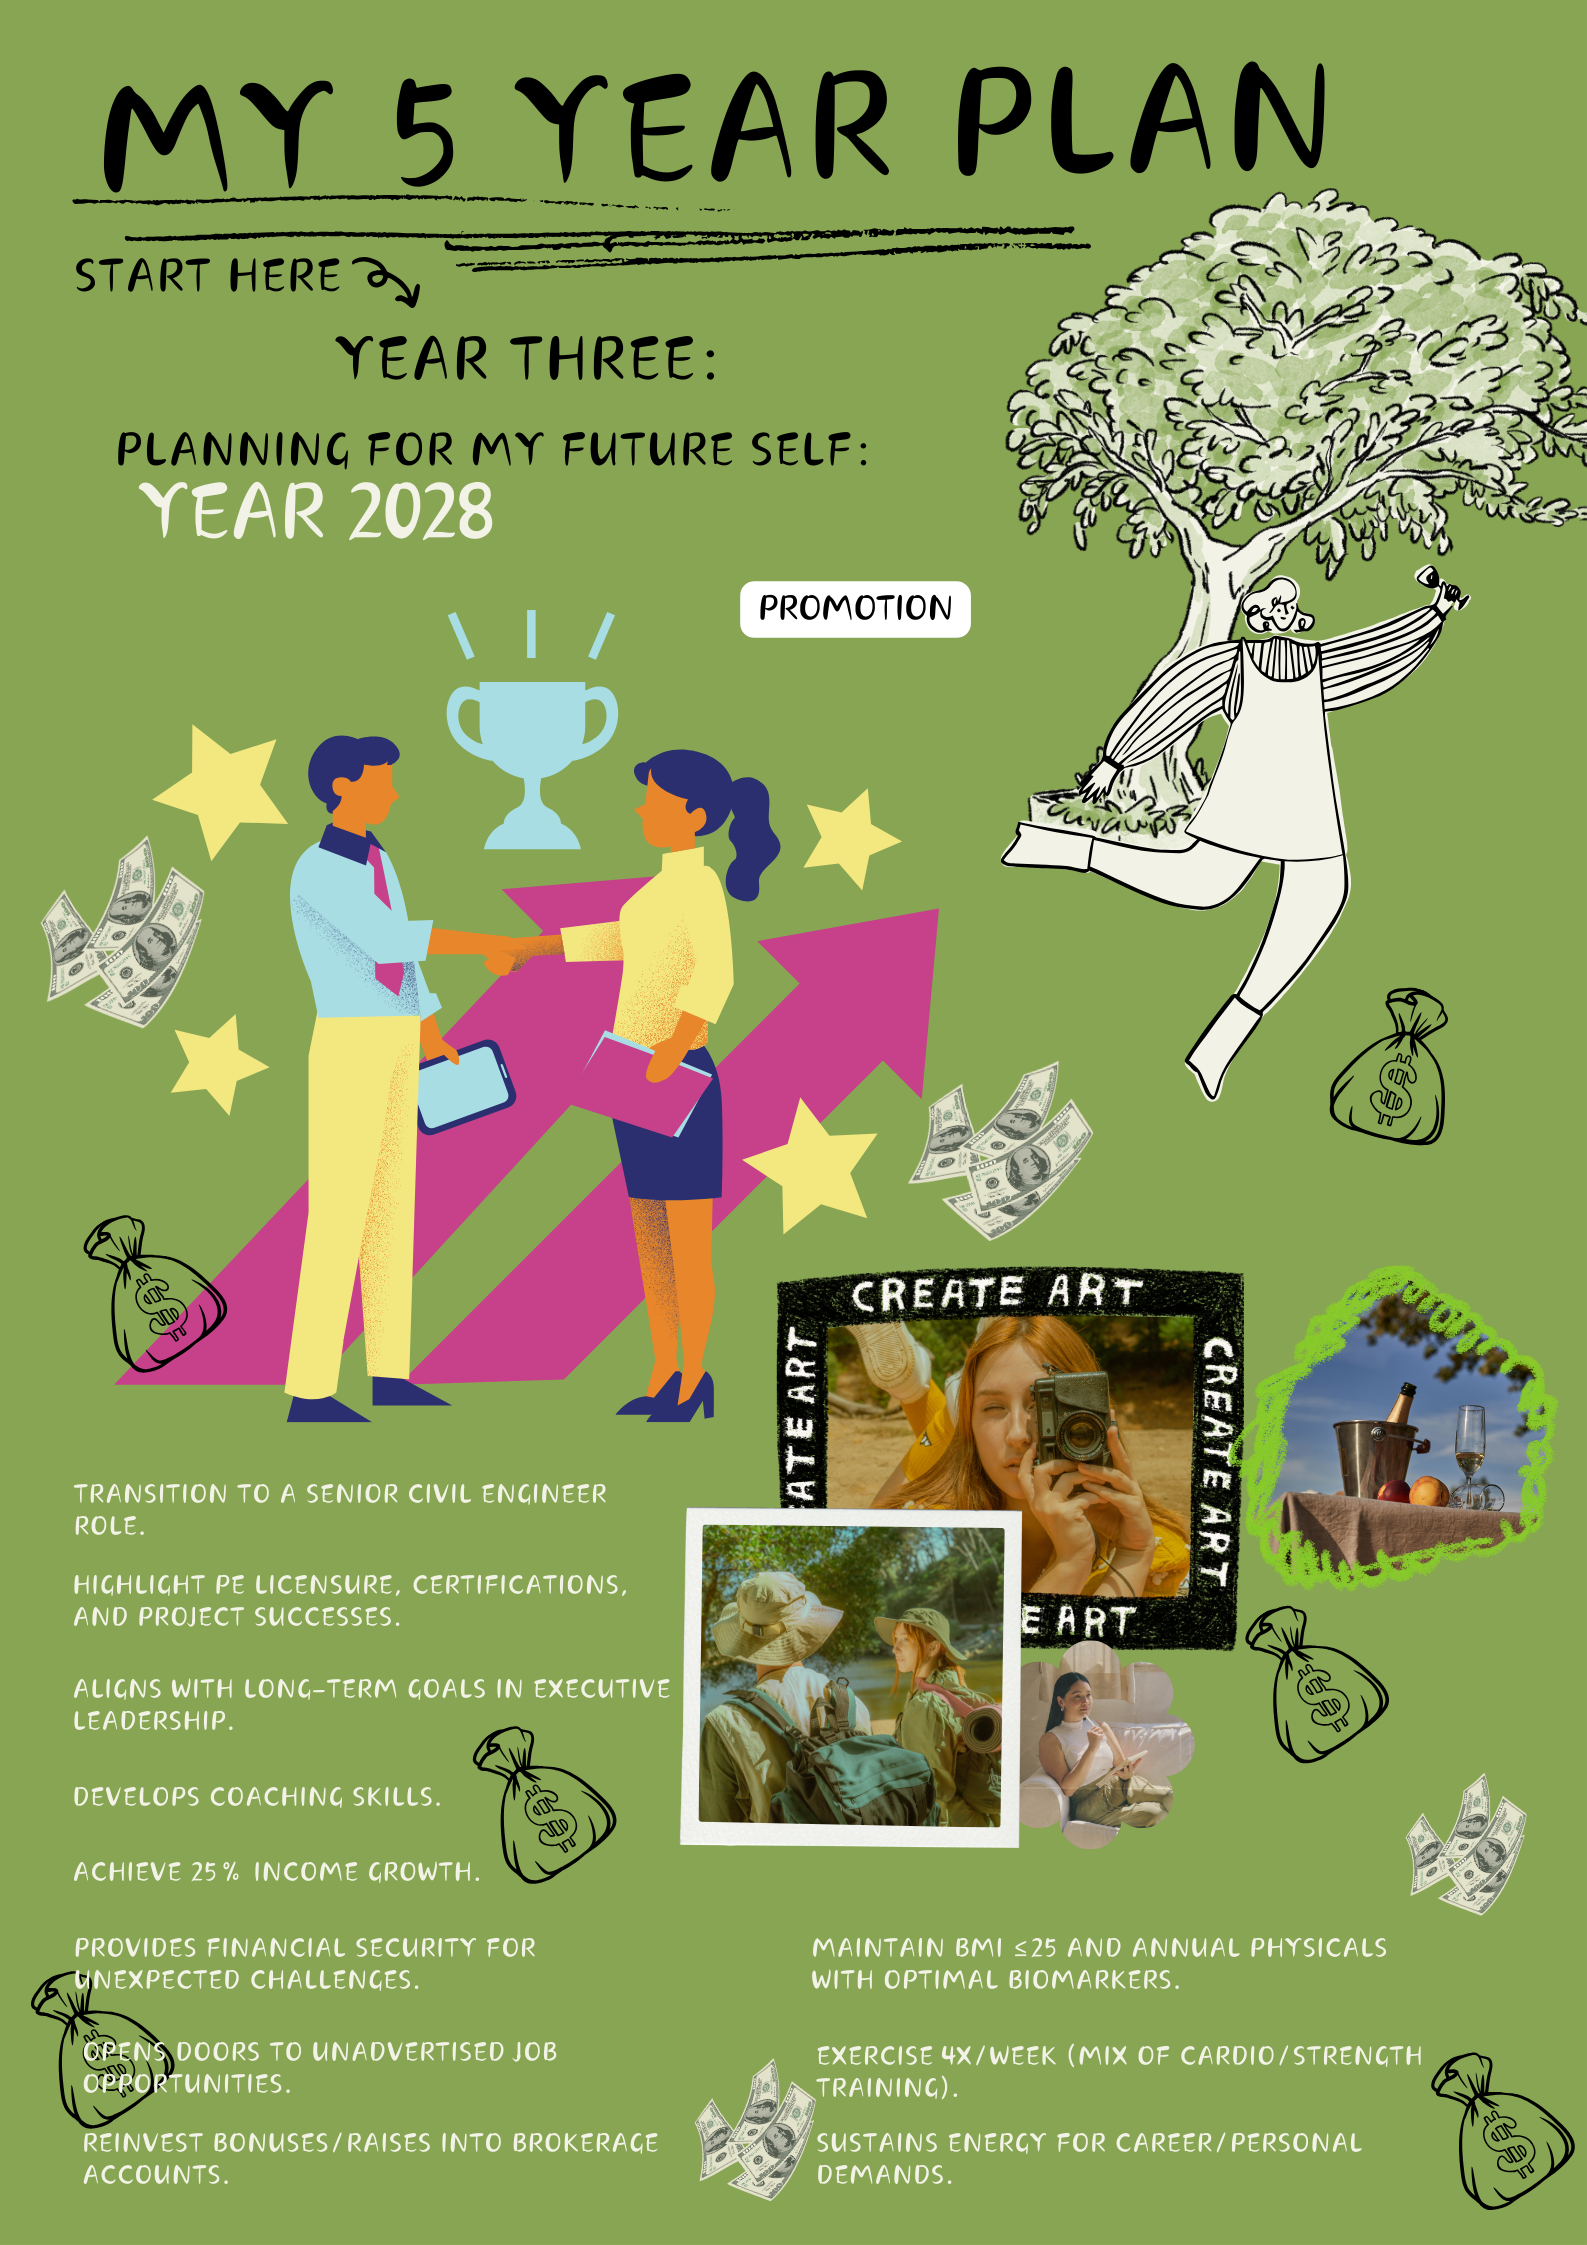 MY 5 YEAR PLAN
START HERE
YEAR THREE:
PLANNING FOR MY FUTURE SELF:
YEAR 2028
PROMOTION
CREATE ART
EATE ART
CREATE ART
E ART
TRANSITION TO A SENIOR CIVIL ENGINEER
ROLE.
HIGHLIGHT PE LICENSURE, CERTIFICATIONS,
AND PROJECT SUCCESSES.
ALIGNS WITH LONG-TERM GOALS IN EXECUTIVE
LEADERSHIP.
DEVELOPS COACHING SKILLS.
ACHIEVE 25% INCOME GROWTH.
PROVIDES FINANCIAL SECURITY FOR
UNEXPECTED CHALLENGES.
OPENS DOORS TO UNADVERTISED JOB
OPPORTUNITIES.
REINVEST BONUSES/RAISES INTO BROKERAGE
ACCOUNTS.
MAINTAIN BMI ≤25 AND ANNUAL PHYSICALS
WITH OPTIMAL BIOMARKERS.
EXERCISE 4X/WEEK (MIX OF CARDIO/STRENGTH
TRAINING).
SUSTAINS ENERGY FOR CAREER/PERSONAL
DEMANDS.